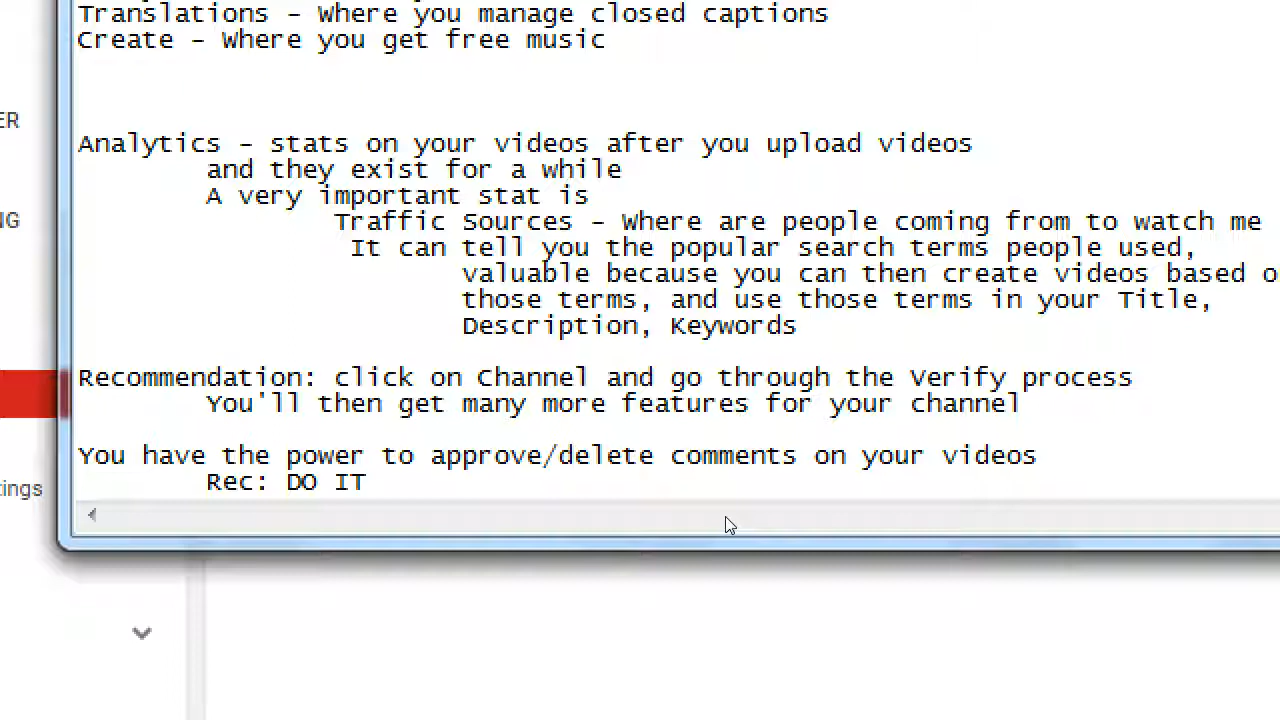 Translations - Where you manage closed captions
Create - Where you get free music
ER
Analytics - stats on your videos after you upload videos
and they exist for a while
A very important stat is
NG
Traffic Sources - Where are people coming from to watch me
It can tell you the popular search terms people used,
valuable because you can then create videos based o
those terms, and use those terms in your Title,
Description, Keywords
Recommendation: click on Channel and go through the Verify process
You'll then get many more features for your channel
You have the power to approve/delete comments on your videos
Rec: DO IT
tings